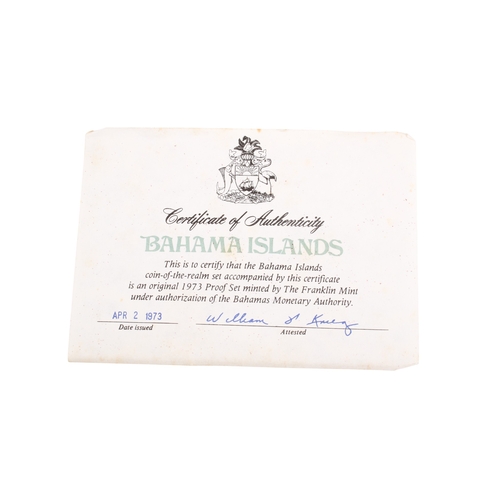 Certificate of Authenticity
BAHAMA ISLANDS
This is to certify that the Bahama Islands
coin-of-the-realm set accompanied by this certificate
is an original 1973 Proof Set minted by The Franklin Mint
under authorization of the Bahamas Monetary Authority.
APR 2 1973 William
Date issued Attested